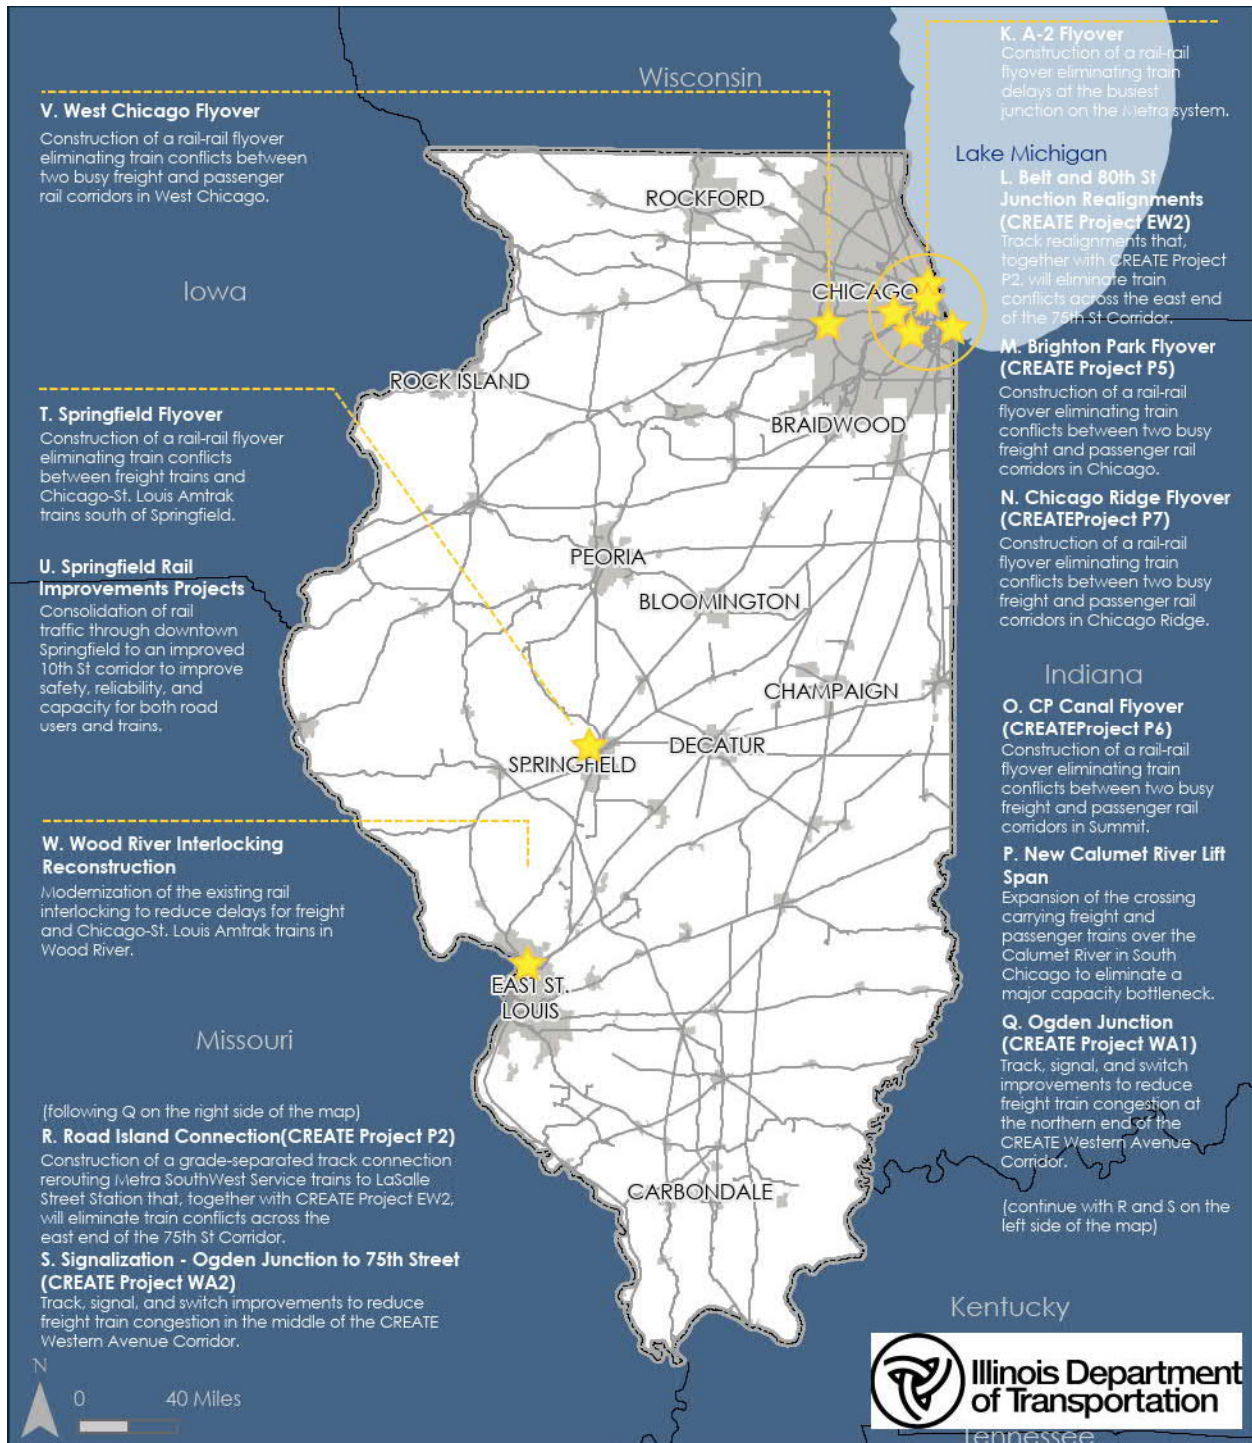 K. A-2 Flyover
Construction of a rail-rail
flyover eliminating train
delays at the busiest
junction on the Metra system.
Wisconsin
V. West Chicago Flyover
Construction of a rail-rail flyover
eliminating train conflicts between
two busy freight and passenger
rail corridors in West Chicago.
Lake Michigan
L. Belt and 80th St
Junction Realignments
(CREATE Project EW2)
Track realignments that,
together with CREATE Project
P2, will eliminate train
conflicts across the east end
of the 75th St Corridor.
ROCKFORD
Iowa
CHICAGO
M. Brighton Park Flyover
(CREATE Project P5)
Construction of a rail-rail
flyover eliminating train
conflicts between two busy
freight and passenger rail
corridors in Chicago.
ROCK ISLAND
BRAIDWOOD
T. Springfield Flyover
Construction of a rail-rail flyover
eliminating train conflicts
between freight trains and
Chicago-St. Louis Amtrak
trains south of Springfield.
N. Chicago Ridge Flyover
(CREATEProject P7)
Construction of a rail-rail
flyover eliminating train
conflicts between two busy
freight and passenger rail
corridors in Chicago Ridge.
PEORIA
BLOOMINGTON
U. Springfield Rail
Improvements Projects
Consolidation of rail
traffic through downtown
Springfield to an improved
10th St corridor to improve
safety, reliability, and
capacity for both road
users and trains.
Indiana
CHAMPAIGN
O. CP Canal Flyover
(CREATEProject P6)
Construction of a rail-rail
flyover eliminating train
conflicts between two busy
freight and passenger rail
corridors in Summit.
DECATUR
SPRINGFIELD
W. Wood River Interlocking
Reconstruction
Modernization of the existing rail
interlocking to reduce delays for freight
and Chicago-St. Louis Amtrak trains in
Wood River.
P. New Calumet River Lift
Span
Expansion of the crossing
carrying freight and
passenger trains over the
Calumet River in South
Chicago to eliminate a
major capacity bottleneck.
EAST ST.
LOUIS
Missouri
Q. Ogden Junction
(CREATE Project WA1)
Track, signal, and switch
improvements to reduce
freight train congestion at
the northern end of the
CREATE Western Avenue
Corridor.
(continue with R and S on the
left side of the map)
(following Q on the right side of the map)
R. Road Island Connection(CREATE Project P2)
Construction of a grade-separated track connection
rerouting Metra SouthWest Service trains to LaSalle
Street Station that, together with CREATE Project EW2,
will eliminate train conflicts across the
east end of the 75th St Corridor.
S. Signalization - Ogden Junction to 75th Street
(CREATE Project WA2)
Track, signal, and switch improvements to reduce
freight train congestion in the middle of the CREATE
Western Avenue Corridor.
CARBONDALE
Kentucky
N
0 40 Miles
Illinois Department
of Transportation
Tennessee